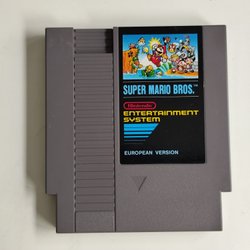 SUPER MARIO BROS.™
Nintendo
ENTERTAINMENT
SYSTEM
EUROPEAN VERSION